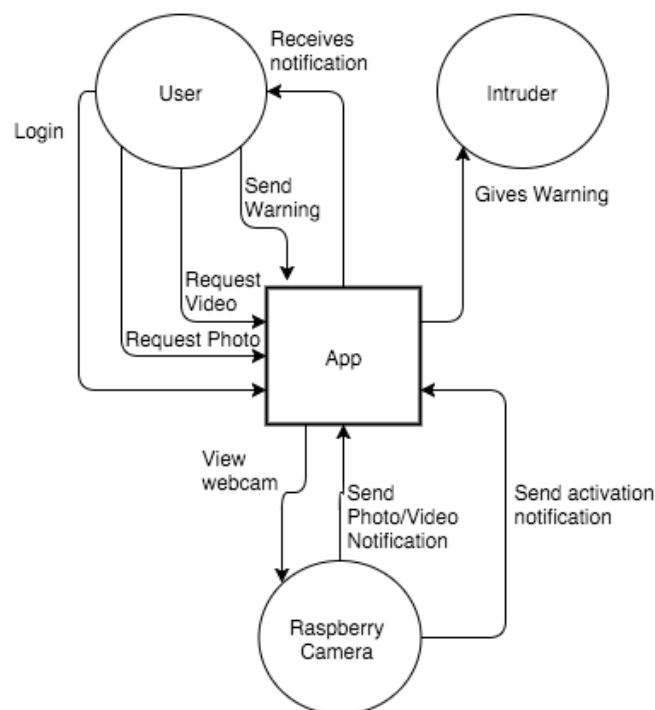 Receives
notification
User
Intruder
Login
Send
Warning
Gives Warning
Request
Video
Request Photo
App
View
webcam
Send
Photo/Video
Notification
Send activation
notification
Raspberry
Camera